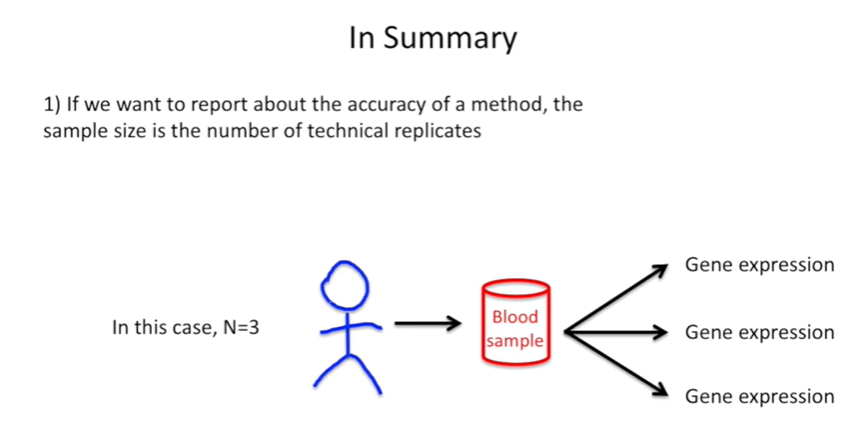 In Summary
1) If we want to report about the accuracy of a method, the
sample size is the number of technical replicates
Gene expression
In this case, N=3
Blood
sample
Gene expression
Gene expression